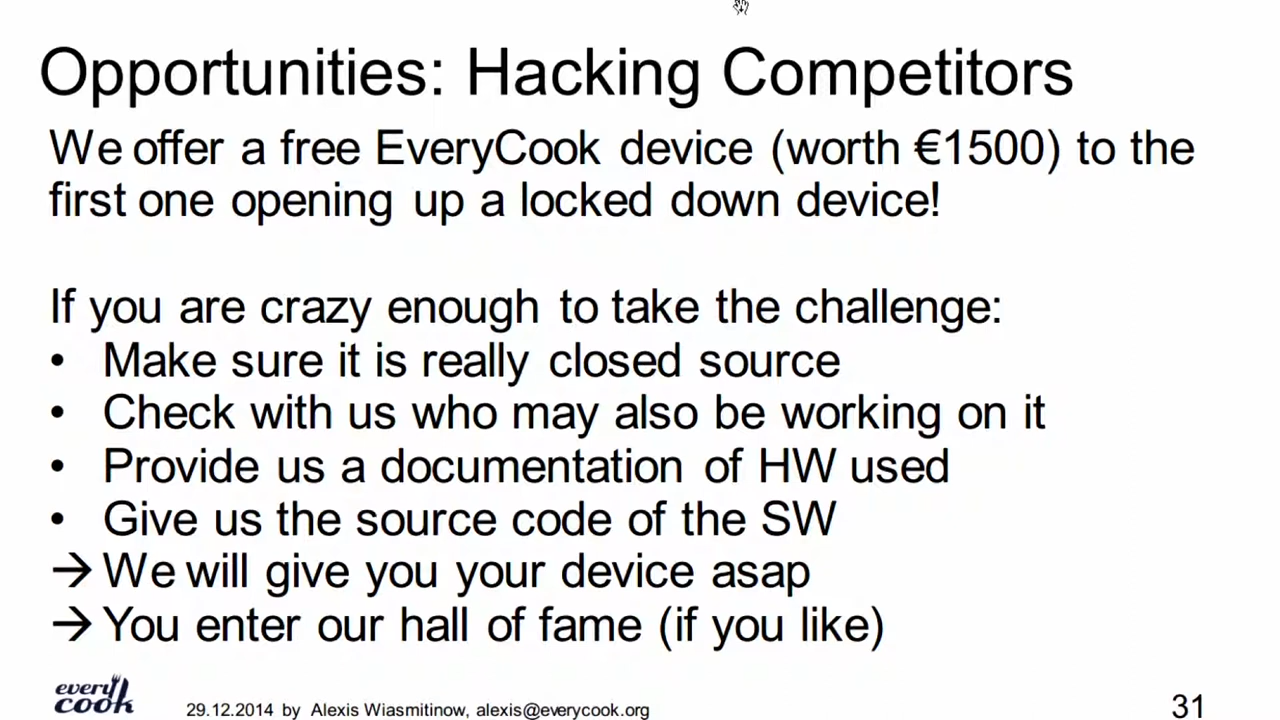 Opportunities: Hacking Competitors
We offer a free EveryCook device (worth €1500) to the
first one opening up a locked down device!
If you are crazy enough to take the challenge:
• Make sure it is really closed source
• Check with us who may also be working on it
• Provide us a documentation of HW used
• Give us the source code of the SW
→ We will give you your device asap
→ You enter our hall of fame (if you like)
every
cook
29.12.2014 by Alexis Wiasmitinow, alexis@everycook.org
31